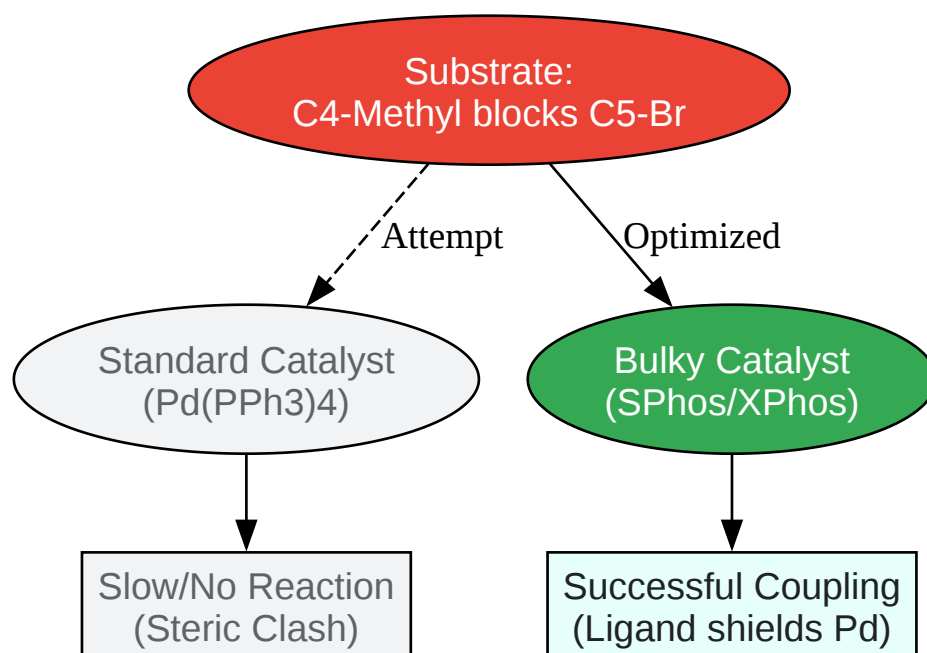 Substrate:
C4-Methyl blocks C5-Br
Attempt
Optimized
Standard Catalyst
(Pd(PPh3)4)
Bulky Catalyst
(SPhos/XPhos)
Slow/No Reaction
(Steric Clash)
Successful Coupling
(Ligand shields Pd)